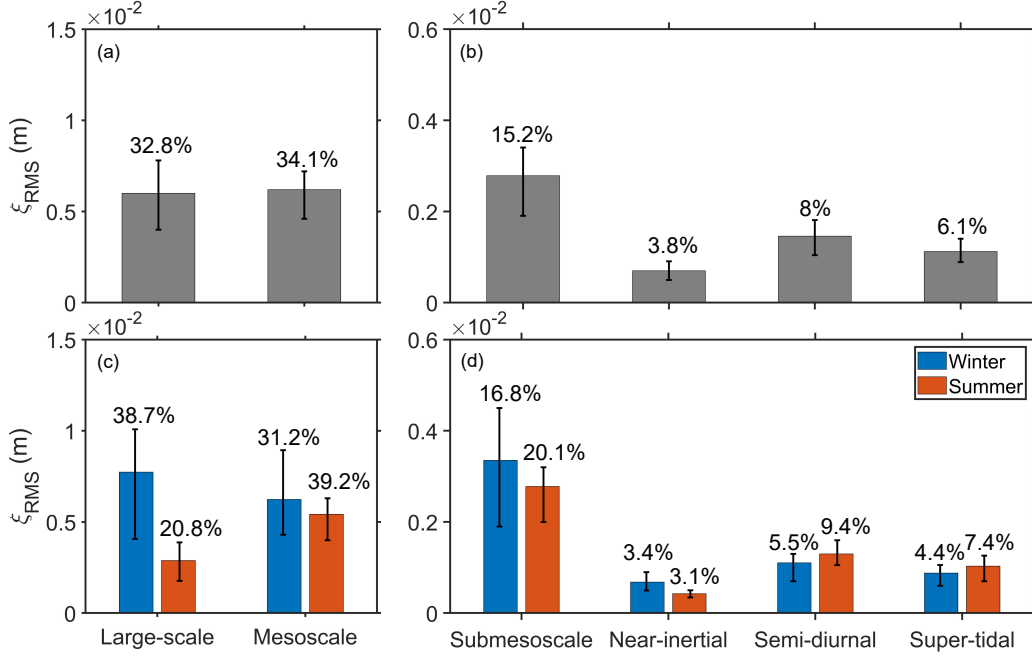 ×10⁻²
1.5
1
0.5
0
ξRMS (m)
(a)
32.8%
34.1%
×10⁻²
0.6
0.4
0.2
0
(b)
15.2%
3.8%
8%
6.1%
×10⁻²
1.5
1
0.5
0
ξRMS (m)
(c)
38.7%
20.8%
31.2%
39.2%
Large-scale
Mesoscale
×10⁻²
0.6
0.4
0.2
0
(d)
Winter
Summer
16.8%
20.1%
3.4%
3.1%
5.5%
9.4%
4.4%
7.4%
Submesoscale
Near-inertial
Semi-diurnal
Super-tidal